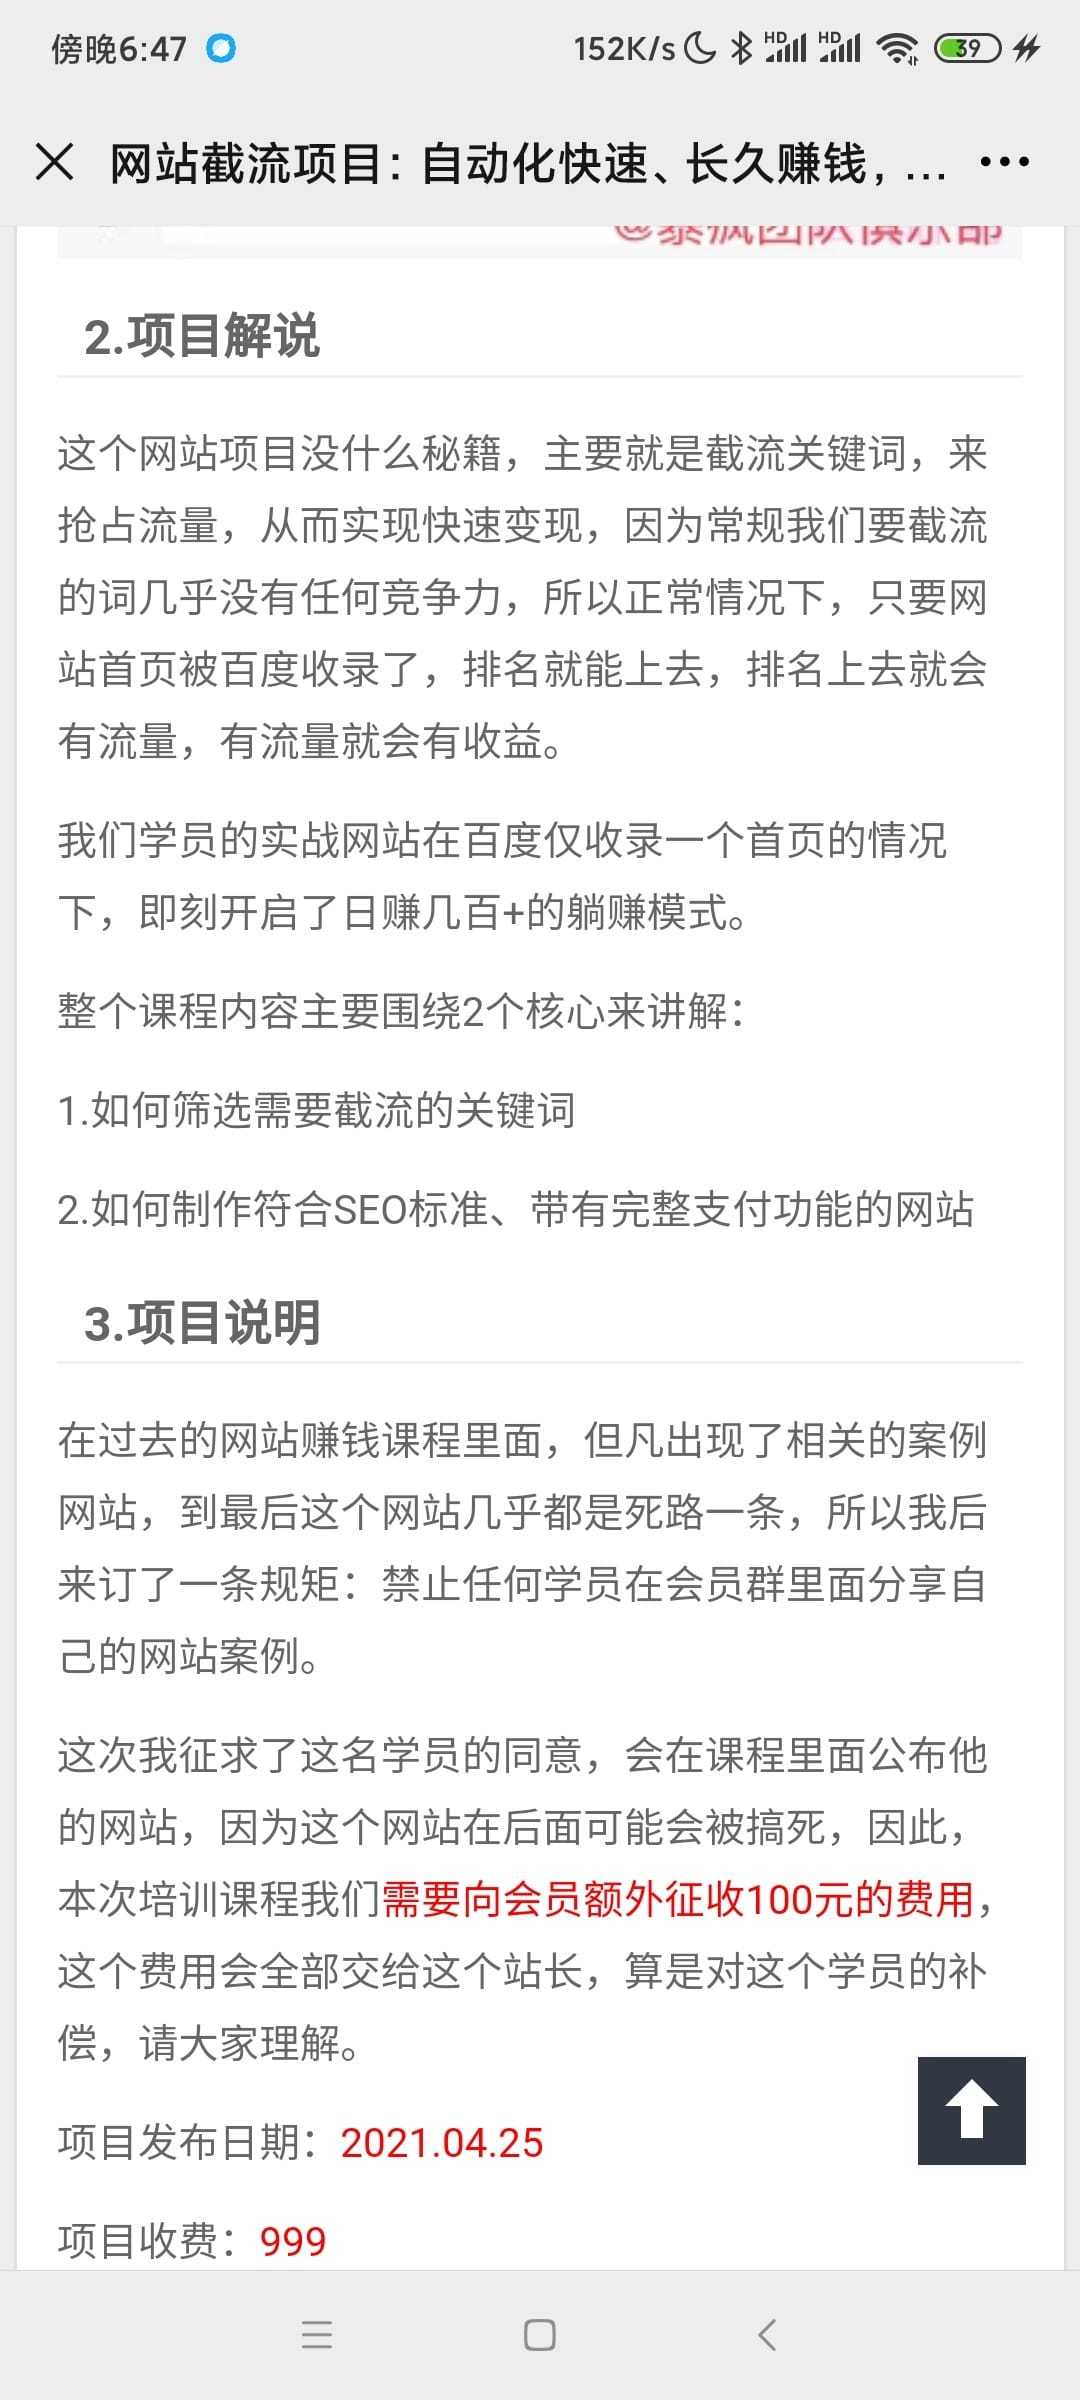 傍晚6:47
152K/s
HD
HD
39
网站截流项目：自动化快速、长久赚钱，...
@暴疯团队俱乐部
2.项目解说
这个网站项目没什么秘籍，主要就是截流关键词，来
抢占流量，从而实现快速变现，因为常规我们要截流
的词几乎没有任何竞争力，所以正常情况下，只要网
站首页被百度收录了，排名就能上去，排名上去就会
有流量，有流量就会有收益。
我们学员的实战网站在百度仅收录一个首页的情况
下，即刻开启了日赚几百+的躺赚模式。
整个课程内容主要围绕2个核心来讲解：
1.如何筛选需要截流的关键词
2.如何制作符合SEO标准、带有完整支付功能的网站
3.项目说明
在过去的网站赚钱课程里面，但凡出现了相关的案例
网站，到最后这个网站几乎都是死路一条，所以我后
来订了一条规矩：禁止任何学员在会员群里面分享自
己的网站案例。
这次我征求了这名学员的同意，会在课程里面公布他
的网站，因为这个网站在后面可能会被搞死，因此，
本次培训课程我们需要向会员额外征收100元的费用，
这个费用会全部交给这个站长，算是对这个学员的补
偿，请大家理解。
项目发布日期：2021.04.25
项目收费：999